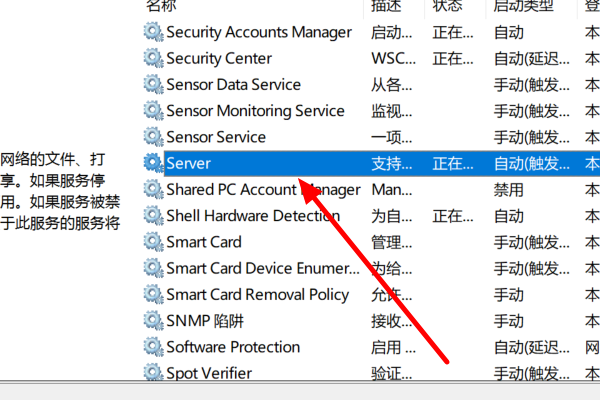 名称 描述 状态 启动类型 登
Security Accounts Manager 启动... 正在... 自动 本
Security Center WSC... 正在... 自动(延迟... 本
Sensor Data Service 从各... 手动(触发... 本
Sensor Monitoring Service 监视... 手动(触发... 本
Sensor Service 一项... 手动(触发... 本
Server 支持... 正在... 自动(触发... 本
Shared PC Account Manager Man... 禁用 本
Shell Hardware Detection 为自... 正在... 自动 本
Smart Card 管理... 手动(触发... 本
Smart Card Device Enumer... 为给... 手动(触发... 本
Smart Card Removal Policy 允许... 手动 本
SNMP 陷阱 接收... 手动 本
Software Protection 启用 ... 自动(延迟... 网
Spot Verifier 验证... 手动(触发... 本
网络的文件、打
享。如果服务停
用。如果服务被禁
于此服务的服务将